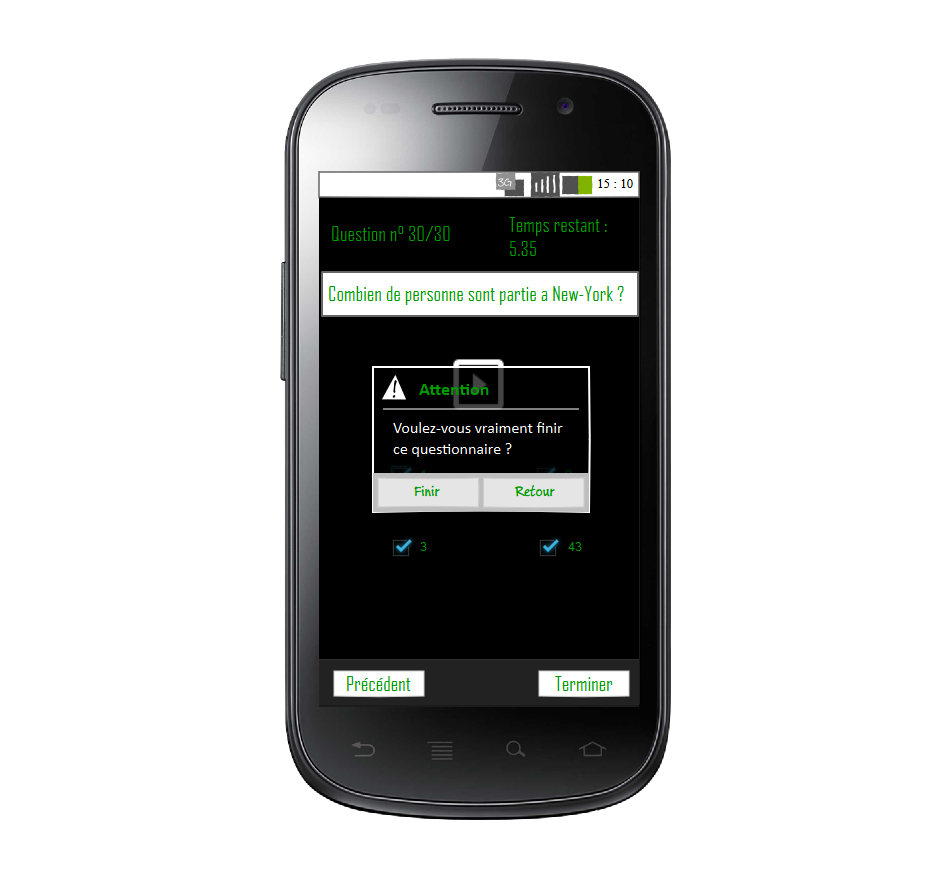 3G
15 : 10
Question nº 30/30
Temps restant :
5.35
Combien de personne sont partie a New-York ?
Attention
Voulez-vous vraiment finir
ce questionnaire ?
Finir
Retour
3
43
Précédent
Terminer